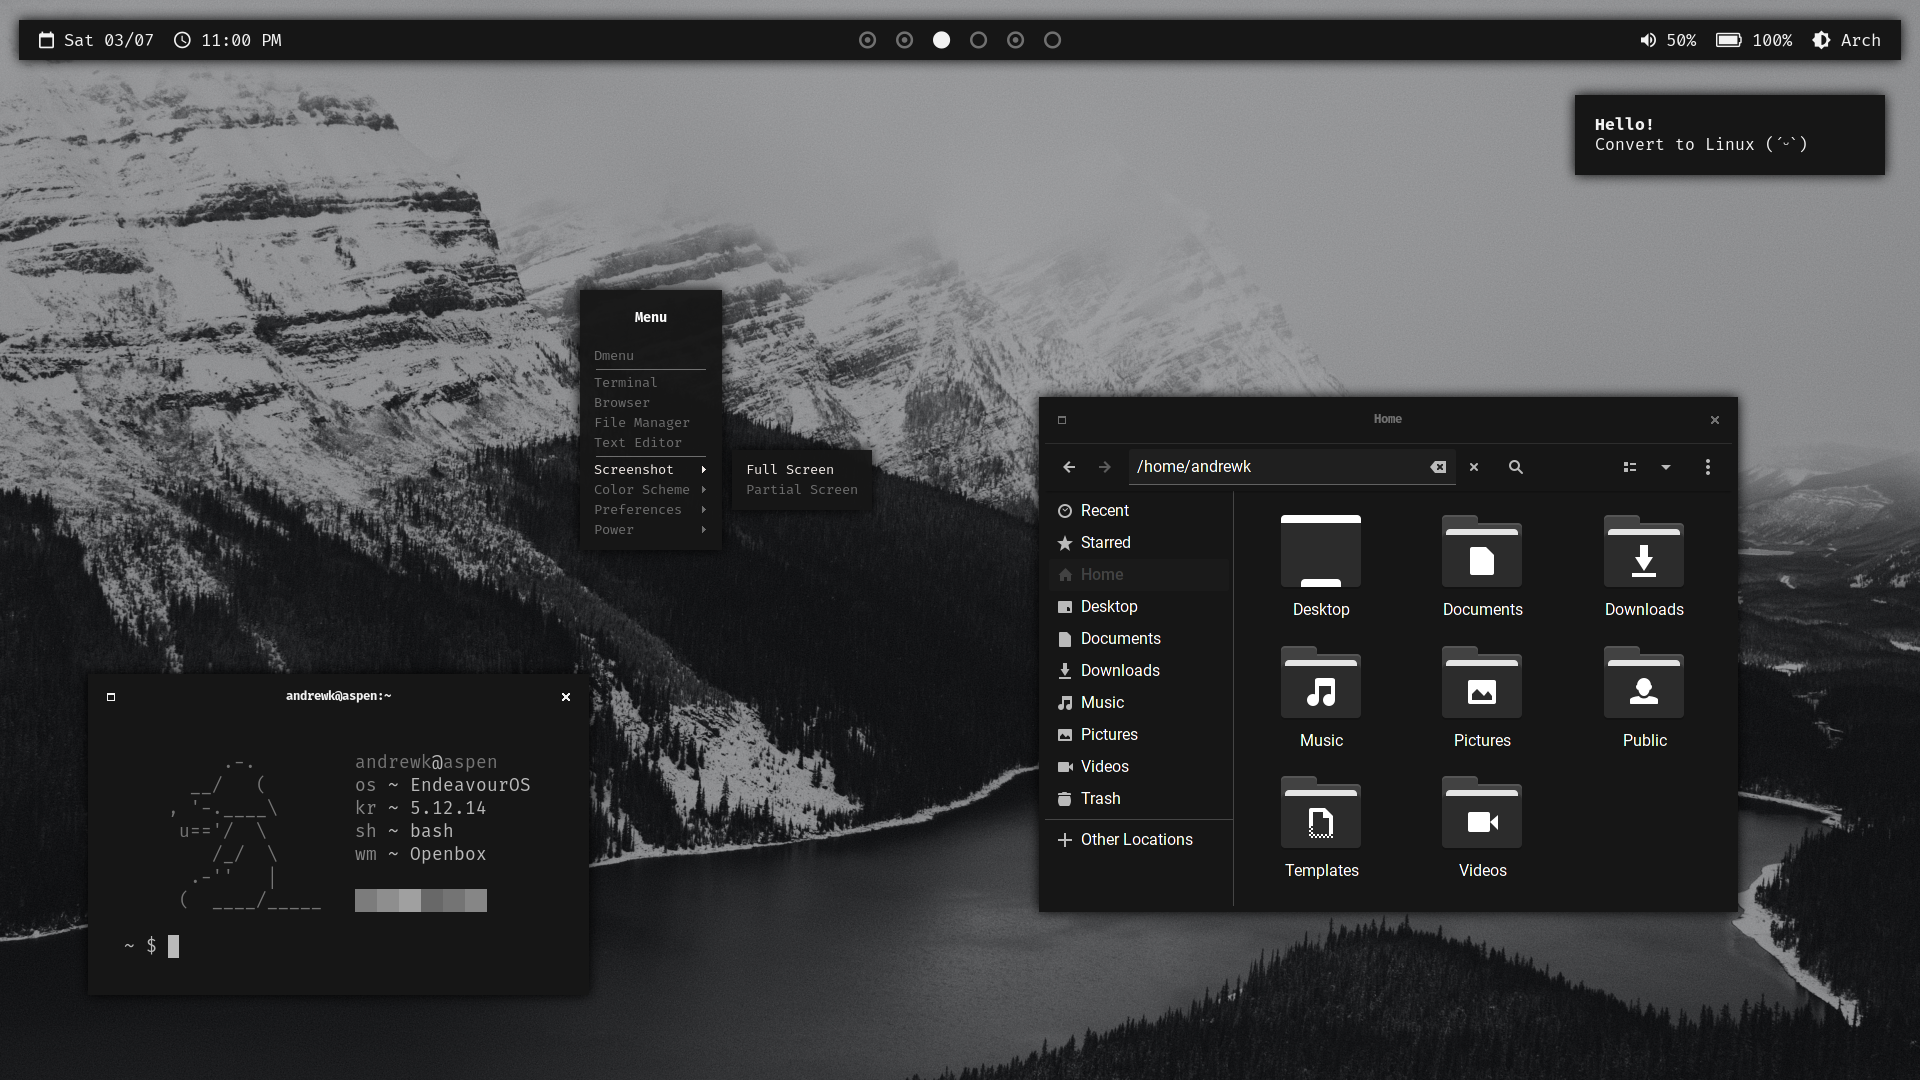 Sat 03/07 11:00 PM
50% 100% Arch
Hello!
Convert to Linux (´ᵕ`)
Menu
Dmenu
Terminal
Browser
File Manager
Text Editor
Screenshot
Color Scheme
Preferences
Power
Full Screen
Partial Screen
Home
/home/andrewk
Recent
Starred
Home
Desktop
Documents
Downloads
Music
Pictures
Videos
Trash
Other Locations
Desktop Documents Downloads
Music Pictures Public
Templates Videos
andrewk@aspen:~
andrewk@aspen
os ~ EndeavourOS
kr ~ 5.12.14
sh ~ bash
wm ~ Openbox
~ $